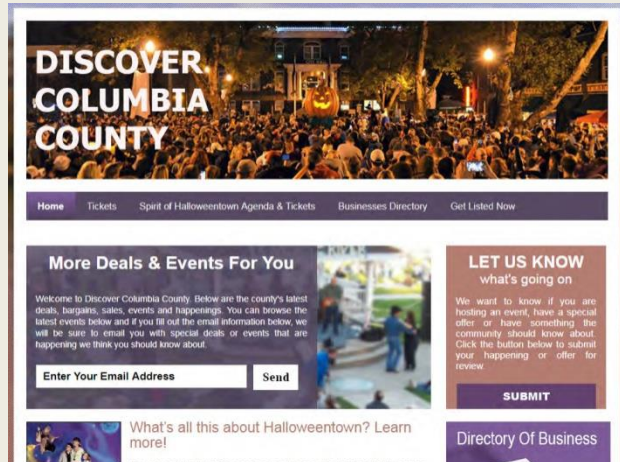 DISCOVER
COLUMBIA
COUNTY
Home Tickets Spirit of Halloweentown Agenda & Tickets Businesses Directory Get Listed Now
More Deals & Events For You
Welcome to Discover Columbia County. Below are the county's latest
deals, bargains, sales, events and happenings. You can browse the
latest events below and if you fill out the email information below, we
will be sure to email you with special deals or events that are
happening we think you should know about.
Enter Your Email Address Send
LET US KNOW
what's going on
We want to know if you are
hosting an event, have a special
offer or have something the
community should know about.
Click the button below to submit
your happening or offer for
review.
SUBMIT
What's all this about Halloweentown? Learn
more!
Directory Of Business